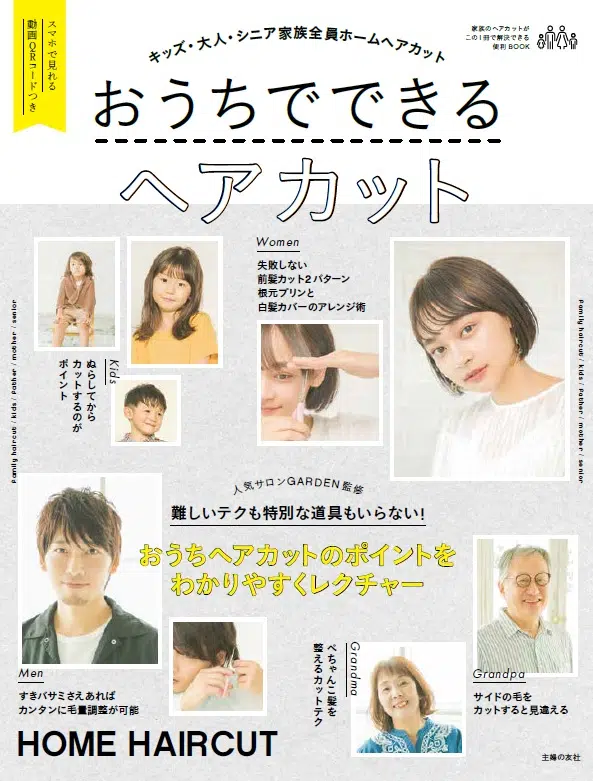 スマホで見れる
動画QRコードつき
キッズ・大人・シニア家族全員ホームヘアカット
家族のヘアカットが
この1冊で解決できる
便利BOOK
おうちでできる
ヘアカット
Women
失敗しない
前髪カット2パターン
根元プリンと
白髪カバーのアレンジ術
Family haircut / kids / father / mother / senior
Family haircut / kids / father / mother / senior
Kids
ぬらしてから
カットするのが
ポイント
人気サロンGARDEN監修
難しいテクも特別な道具もいらない!
おうちヘアカットのポイントを
わかりやすくレクチャー
Men
すきバサミさえあれば
カンタンに毛量調整が可能
Grandma
ぺちゃんこ髪を
整えるカットテク
Grandpa
サイドの毛を
カットすると見違える
HOME HAIRCUT
主婦の友社